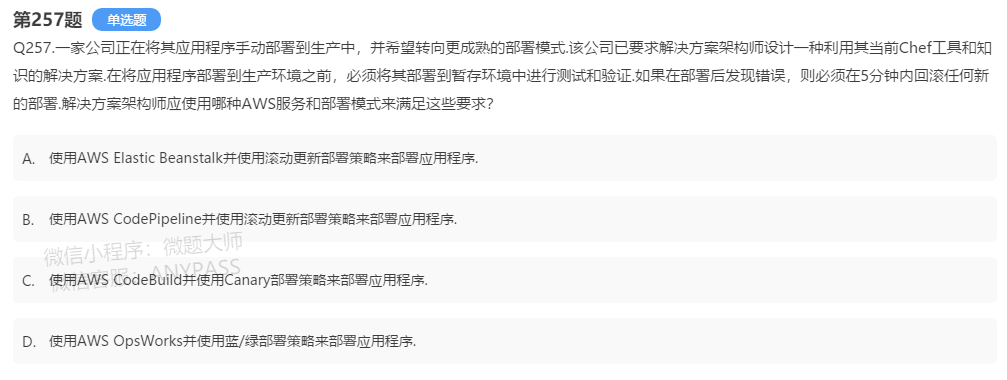 第257题 单选题
Q257.一家公司正在将其应用程序手动部署到生产中，并希望转向更成熟的部署模式.该公司已要求解决方案架构师设计一种利用其当前Chef工具和知
识的解决方案.在将应用程序部署到生产环境之前，必须将其部署到暂存环境中进行测试和验证.如果在部署后发现错误，则必须在5分钟内回滚任何新
的部署.解决方案架构师应使用哪种AWS服务和部署模式来满足这些要求?
A. 使用AWS Elastic Beanstalk并使用滚动更新部署策略来部署应用程序.
B. 使用AWS CodePipeline并使用滚动更新部署策略来部署应用程序.
微信小程序：微题大师
微信客服：ANYPASS
C. 使用AWS CodeBuild并使用Canary部署策略来部署应用程序.
D. 使用AWS OpsWorks并使用蓝/绿部署策略来部署应用程序.